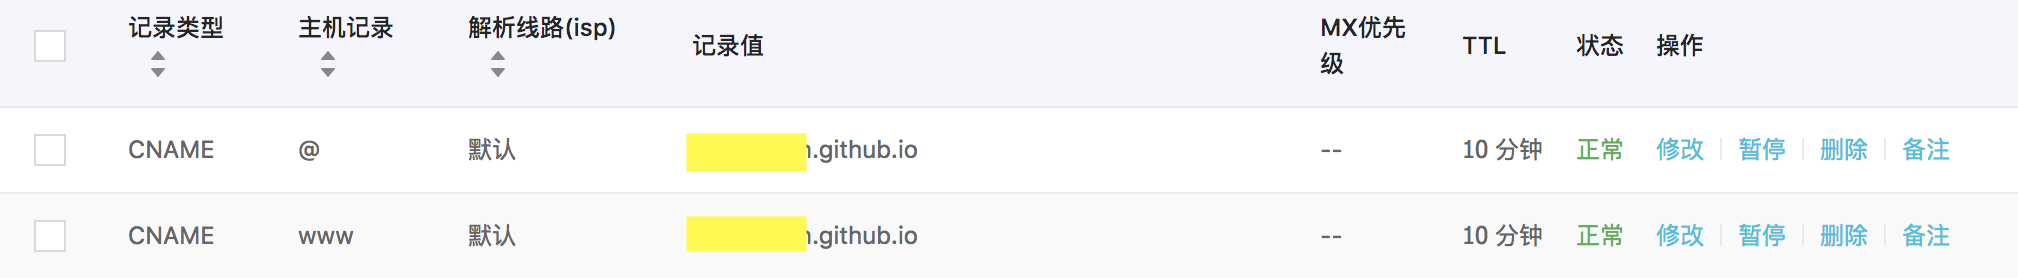 记录类型 主机记录 解析线路(isp) 记录值 MX优先级 TTL 状态 操作
CNAME @ 默认 .github.io -- 10 分钟 正常 修改 暂停 删除 备注
CNAME www 默认 .github.io -- 10 分钟 正常 修改 暂停 删除 备注